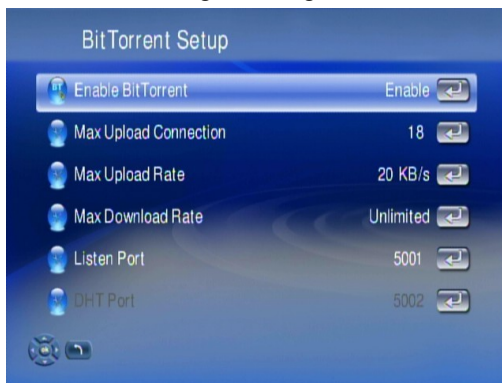 BitTorrent Setup
Enable BitTorrent Enable
Max Upload Connection 18
Max Upload Rate 20 KB/s
Max Download Rate Unlimited
Listen Port 5001
DHT Port 5002